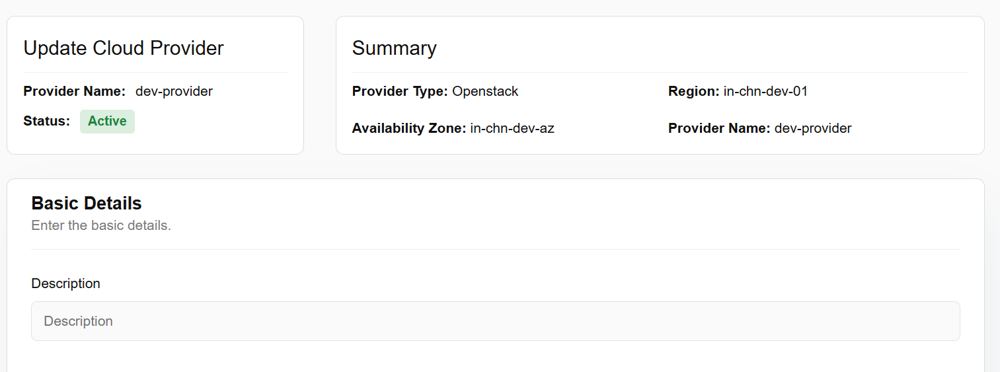 Update Cloud Provider
Provider Name: dev-provider
Status: Active
Summary
Provider Type: Openstack
Region: in-chn-dev-01
Availability Zone: in-chn-dev-az
Provider Name: dev-provider
Basic Details
Enter the basic details.
Description
Description